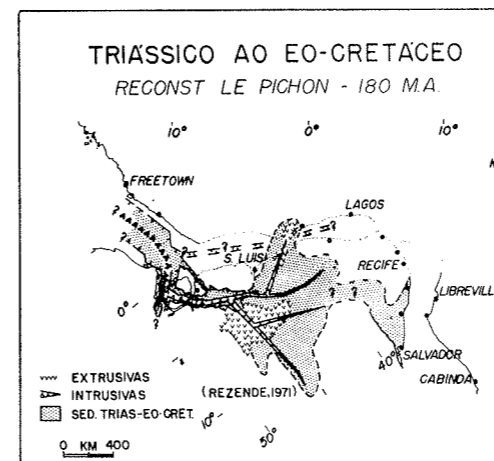 TRIÁSSICO AO EO-CRETÁCEO
RECONST LE PICHON - 180 M.A.
10°
0°
10°
FREETOWN
LAGOS
S. LUIS
RECIFE
LIBREVILL
0°
SALVADOR
40°
CABINDA
EXTRUSIVAS
INTRUSIVAS
(REZENDE, 1971)
SED. TRIAS-EO-CRET.
10°
50°
0 KM 400